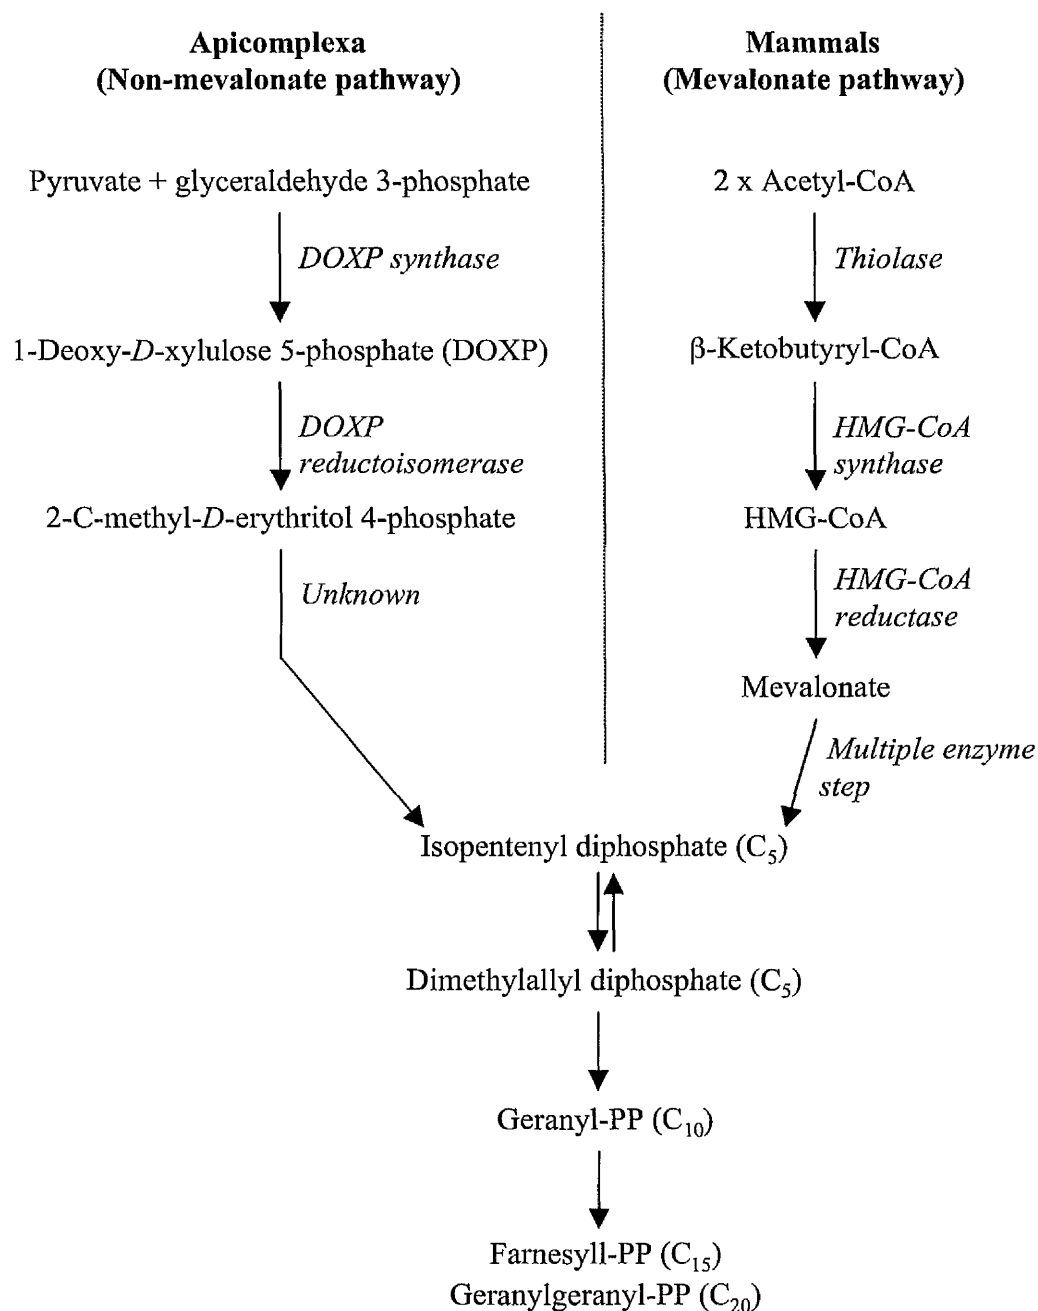 Apicomplexa
(Non-mevalonate pathway)
Pyruvate + glyceraldehyde 3-phosphate
DOXP synthase
1-Deoxy-D-xylulose 5-phosphate (DOXP)
DOXP
reductoisomerase
2-C-methyl-D-erythritol 4-phosphate
Unknown
Mammals
(Mevalonate pathway)
2 x Acetyl-CoA
Thiolase
β-Ketobutyryl-CoA
HMG-CoA
synthase
HMG-CoA
HMG-CoA
reductase
Mevalonate
Multiple enzyme
step
Isopentenyl diphosphate (C₅)
Dimethylallyl diphosphate (C₅)
Geranyl-PP (C₁₀)
Farnesyll-PP (C₁₅)
Geranylgeranyl-PP (C₂₀)